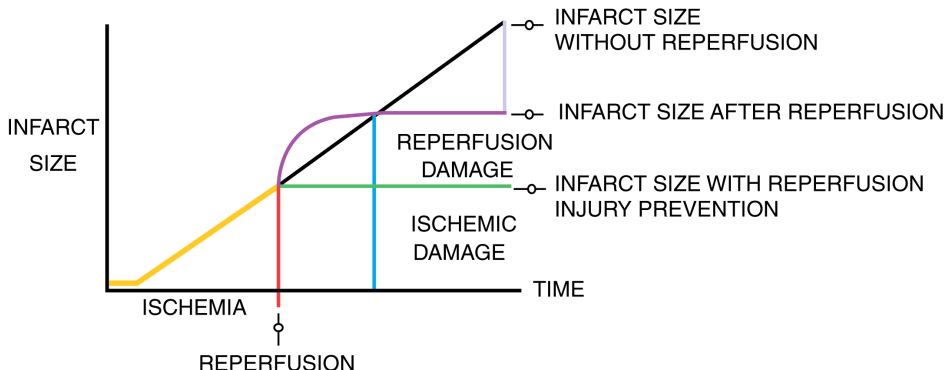 INFARCT SIZE
WITHOUT REPERFUSION
INFARCT SIZE AFTER REPERFUSION
INFARCT
SIZE
REPERFUSION
DAMAGE
INFARCT SIZE WITH REPERFUSION
INJURY PREVENTION
ISCHEMIC
DAMAGE
TIME
ISCHEMIA
REPERFUSION